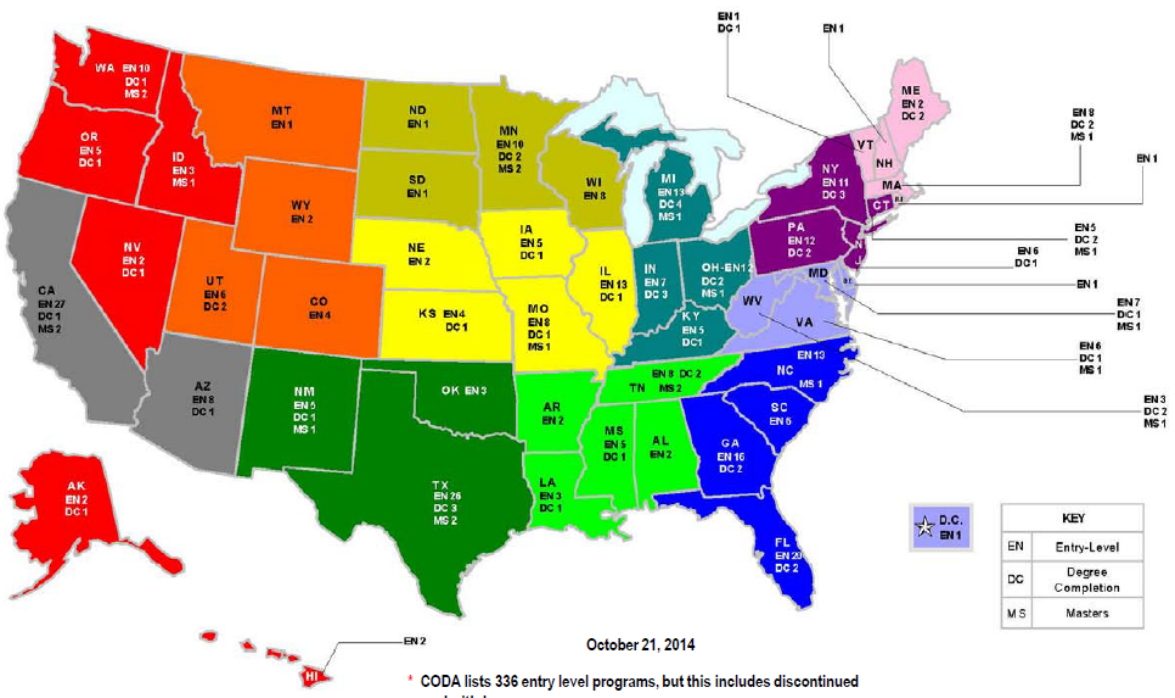 EN 1
DC 1
EN 1
ME
EN 2
DC 2
WA EN 10
DC 1
MS 2
MT
EN 1
ND
EN 1
MN
EN 10
DC 2
MS 2
VT
NH
EN 8
DC 2
MS 1
OR
EN 5
DC 1
ID
EN 3
MS 1
SD
EN 1
WI
EN 8
MI
EN 13
DC 4
MS 1
NY
EN 11
DC 3
MA
EN 1
CT
WY
EN 2
PA
EN 12
DC 2
N
J
EN 5
DC 2
MS 1
NV
EN 2
DC 1
NE
EN 2
IA
EN 5
DC 1
EN 6
DC 1
CA
EN 27
DC 1
MS 2
UT
EN 6
DC 2
CO
EN 4
IL
EN 13
DC 1
IN
EN 7
DC 3
OH-EN12
DC 2
MS 1
MD
EN 1
KS EN 4
DC 1
MO
EN 8
DC 1
MS 1
KY
EN 5
DC1
WV
VA
EN 7
DC 1
MS 1
EN 6
DC 1
MS 1
AZ
EN 8
DC 1
NM
EN 5
DC 1
MS 1
OK EN 3
AR
EN 2
EN 8 DC 2
TN MS 2
EN 13
NC
MS 1
EN 3
DC 2
MS 1
SC
EN 6
MS
EN 5
DC 1
AL
EN 2
GA
EN 16
DC 2
AK
EN 2
DC 1
TX
EN 26
DC 3
MS 2
LA
EN 3
DC 1
FL
EN 20
DC 2
D.C.
EN 1
KEY
EN Entry-Level
DC Degree
Completion
MS Masters
HI
EN 2
October 21, 2014
* CODA lists 336 entry level programs, but this includes discontinued